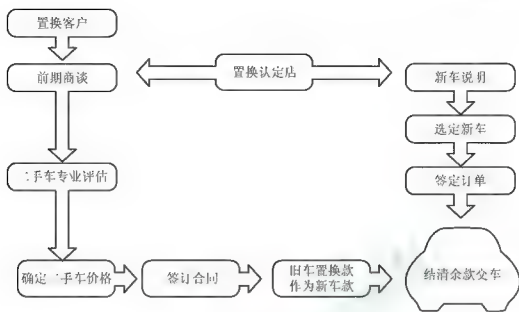 置换客户
前期商谈
置换认定店
新车说明
选定新车
二手车专业评估
签定订单
确定二手车价格
签订合同
旧车置换款
作为新车款
结清余款交车